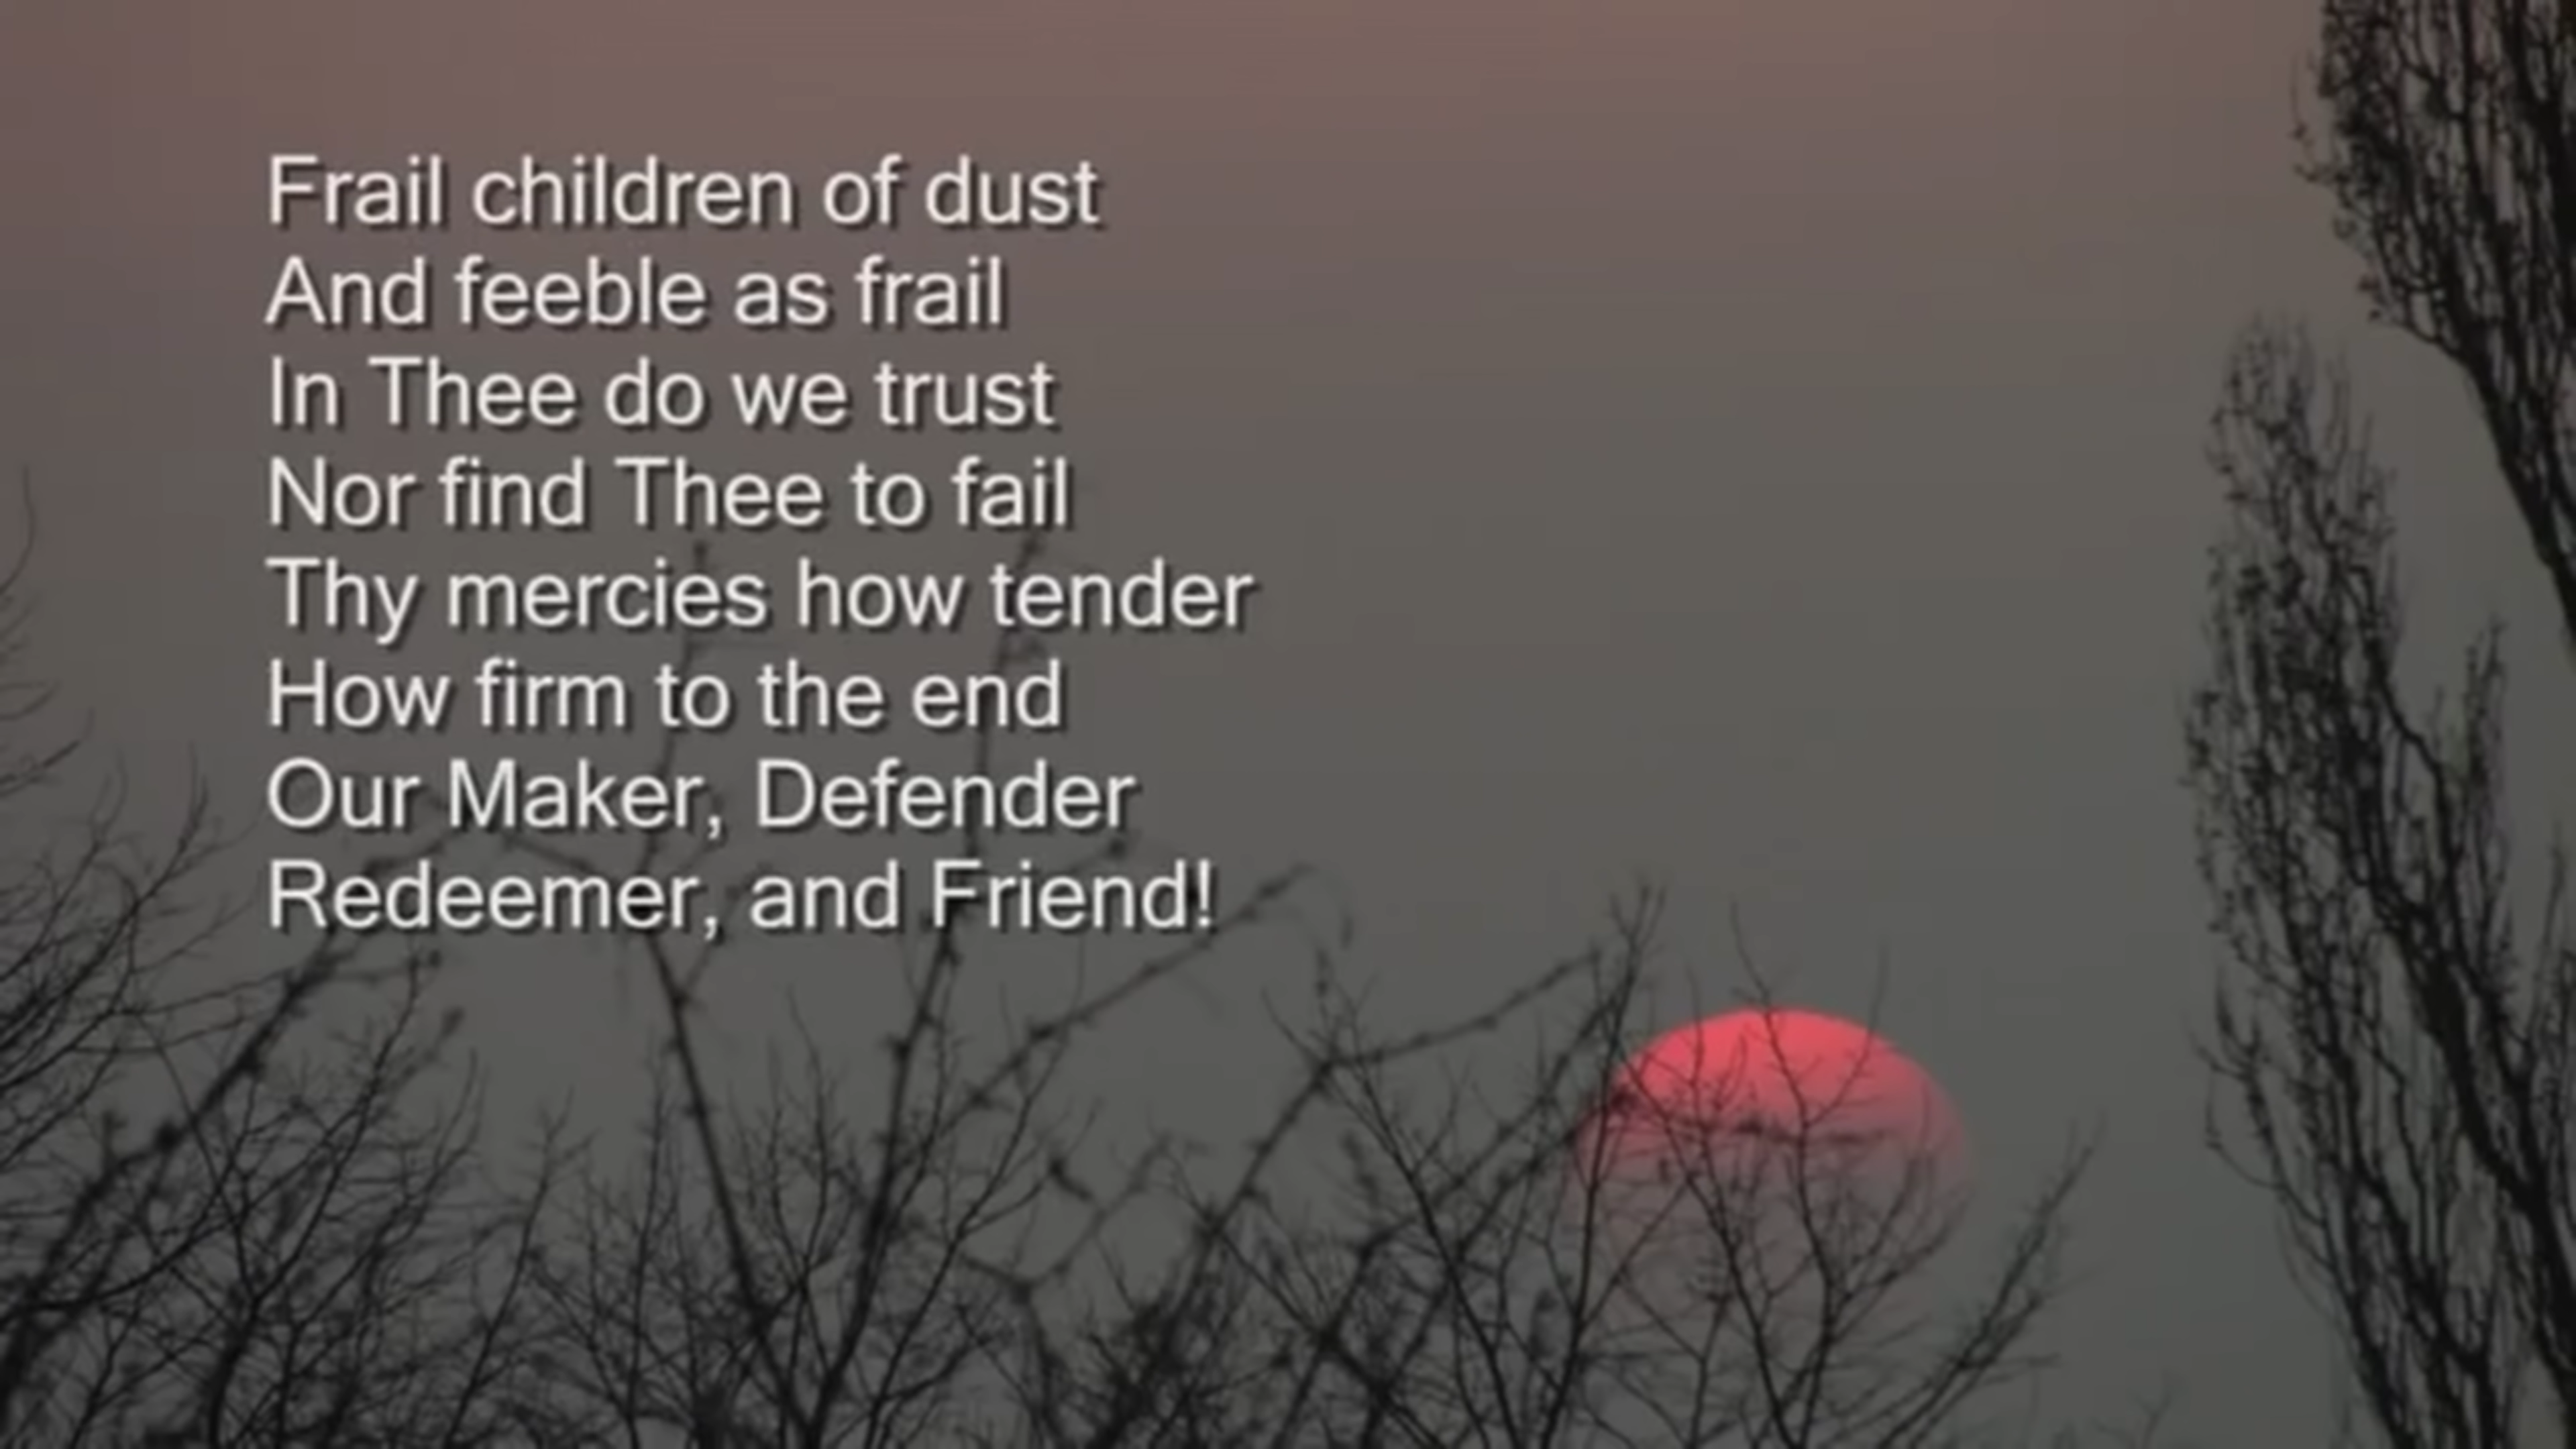 Frail children of dust
And feeble as frail
In Thee do we trust
Nor find Thee to fail
Thy mercies how tender
How firm to the end
Our Maker, Defender
Redeemer, and Friend!